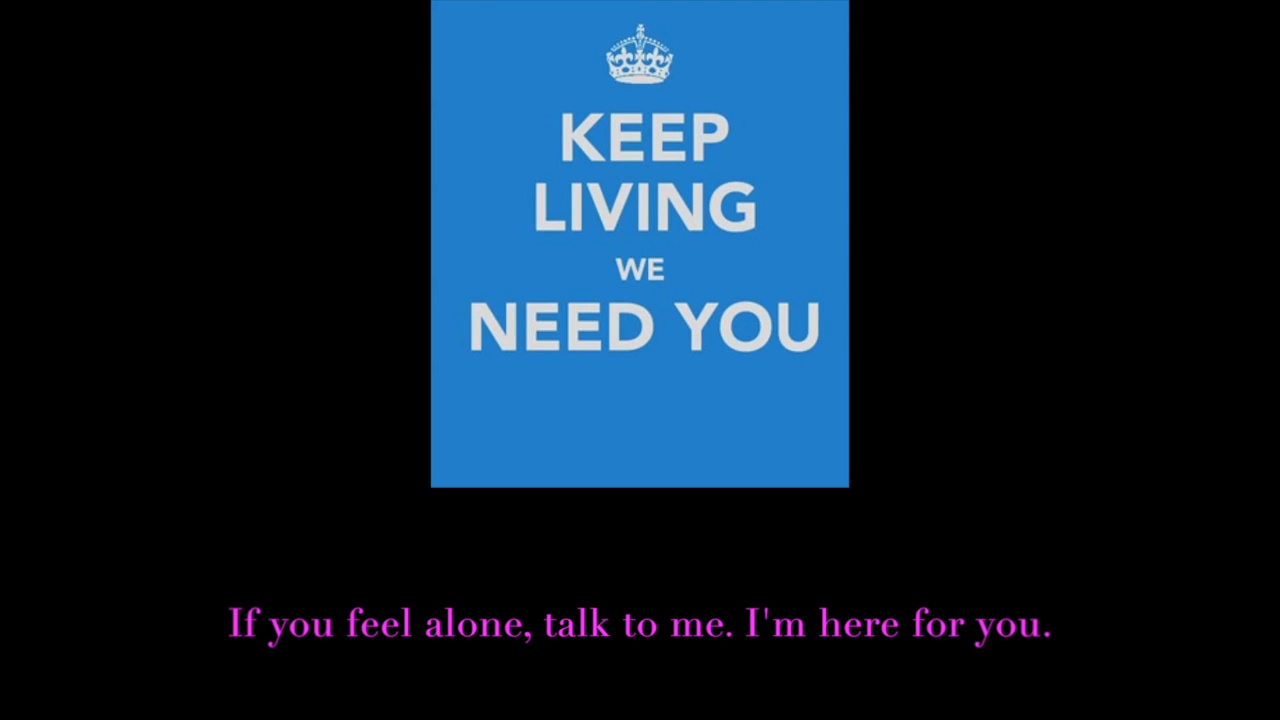 KEEP
LIVING
WE
NEED YOU
If you feel alone, talk to me. I'm here for you.